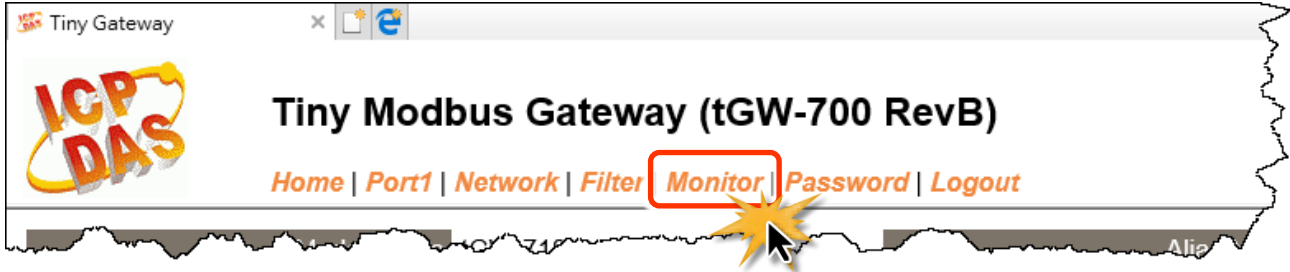 Tiny Gateway
ICP DAS
Tiny Modbus Gateway (tGW-700 RevB)
Home | Port1 | Network | Filter | Monitor | Password | Logout